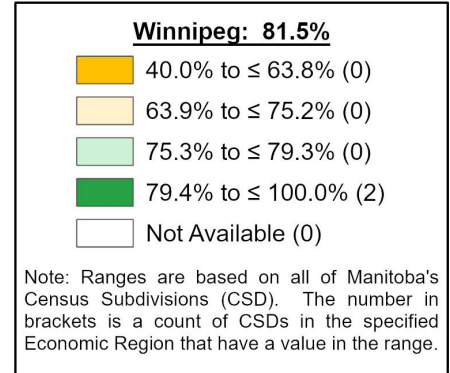 Winnipeg: 81.5%
40.0% to ≤ 63.8% (0)
63.9% to ≤ 75.2% (0)
75.3% to ≤ 79.3% (0)
79.4% to ≤ 100.0% (2)
Not Available (0)
Note: Ranges are based on all of Manitoba's
Census Subdivisions (CSD). The number in
brackets is a count of CSDs in the specified
Economic Region that have a value in the range.